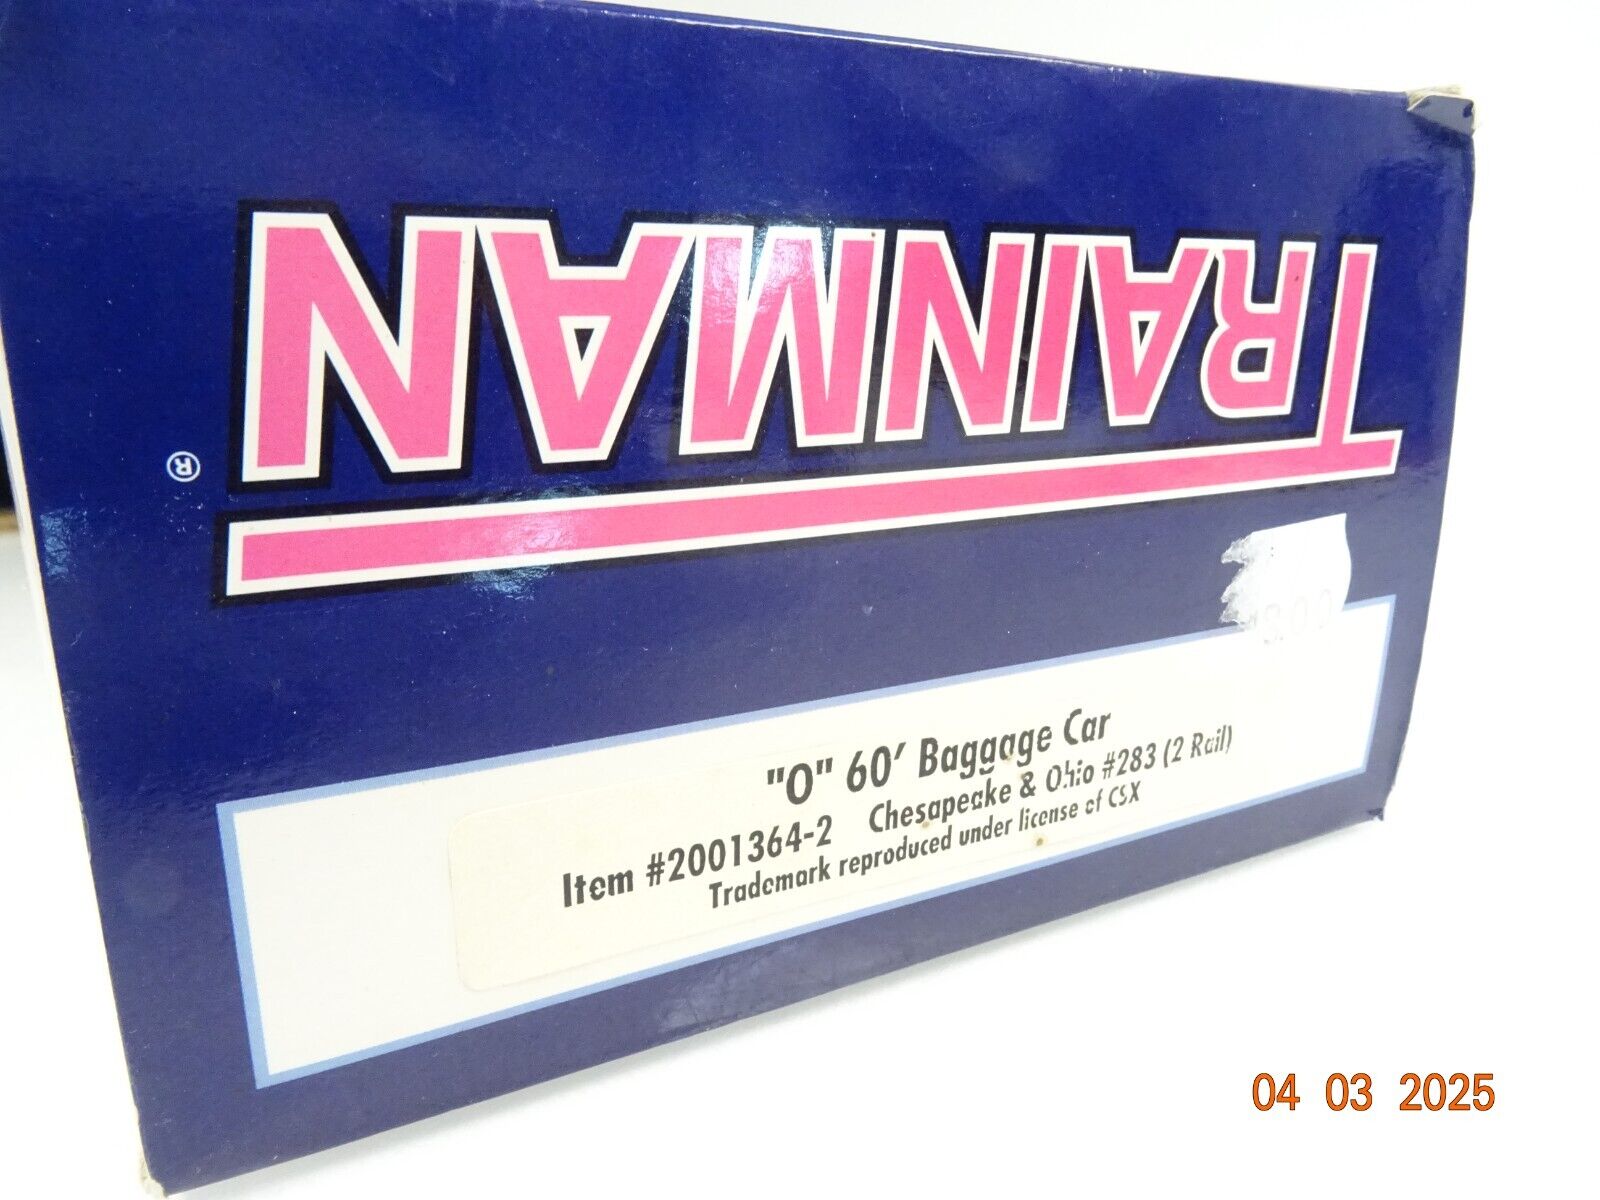 TRAINMAN
®
"O" 60' Baggage Car
Item #2001364-2 Chesapeake & Ohio #283 (2 Rail)
Trademark reproduced under license of CSX
04 03 2025